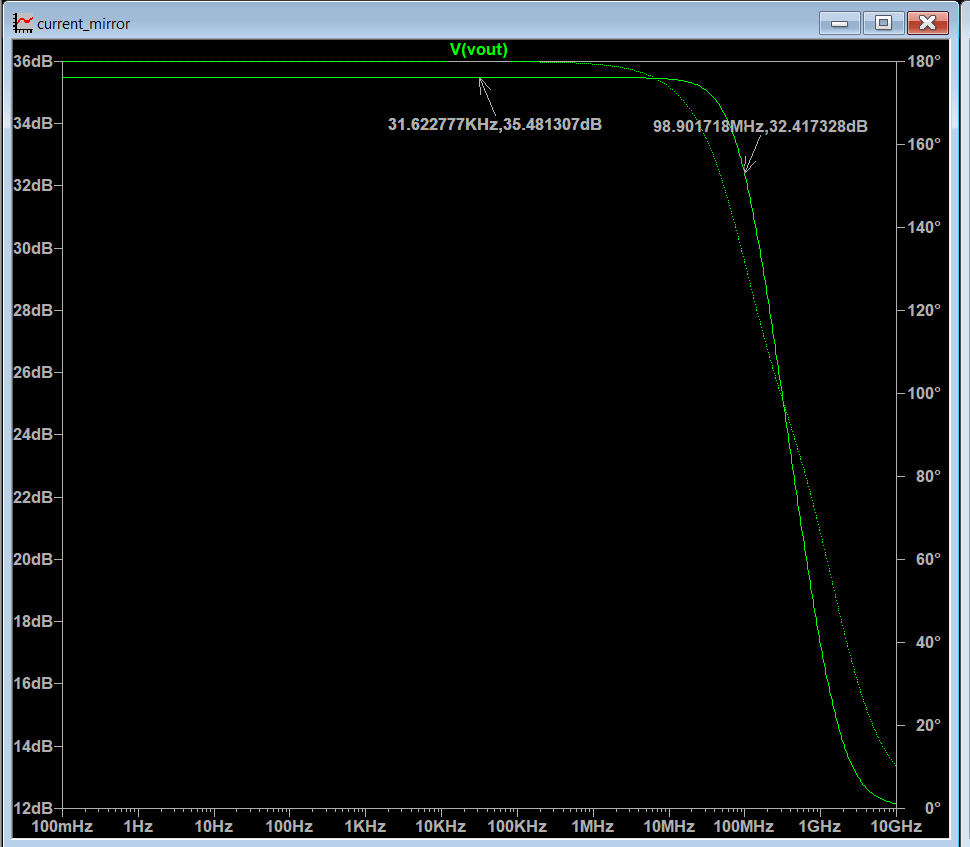 current_mirror
V(vout)
36dB
34dB
32dB
30dB
28dB
26dB
24dB
22dB
20dB
18dB
16dB
14dB
12dB
31.622777KHz,35.481307dB
98.901718MHz,32.417328dB
180°
160°
140°
120°
100°
80°
60°
40°
20°
0°
100mHz 1Hz 10Hz 100Hz 1KHz 10KHz 100KHz 1MHz 10MHz 100MHz 1GHz 10GHz